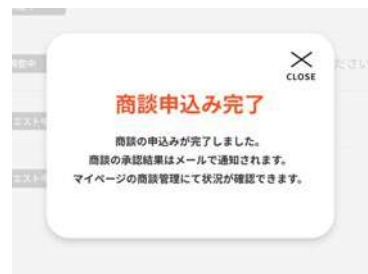 CLOSE
商談申込み完了
商談の申込みが完了しました。
商談の承認結果はメールで通知されます。
マイページの商談管理にて状況が確認できます。
ださい